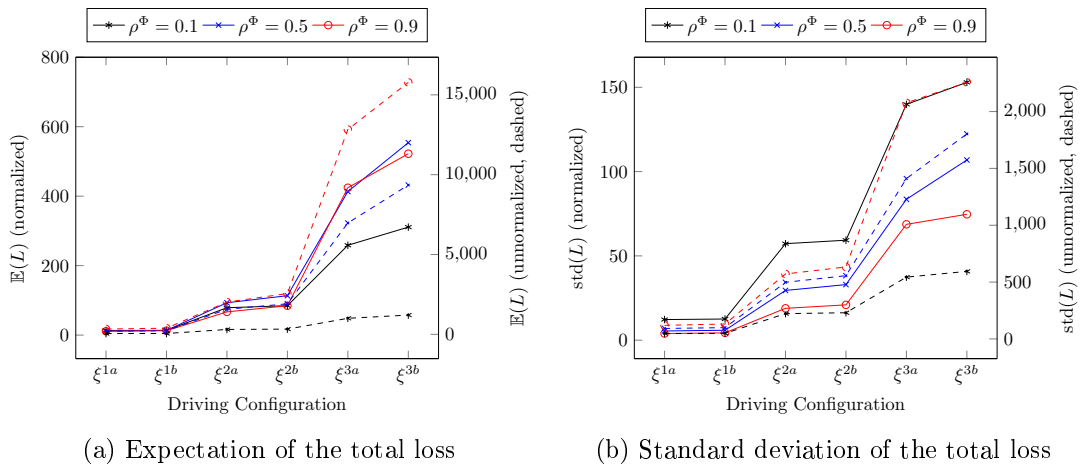 ρ^Φ = 0.1 ρ^Φ = 0.5 ρ^Φ = 0.9
800
600
400
200
0
𝔼(L) (normalized)
15,000
10,000
5,000
0
𝔼(L) (unnormalized, dashed)
ξ^{1a} ξ^{1b} ξ^{2a} ξ^{2b} ξ^{3a} ξ^{3b}
Driving Configuration
(a) Expectation of the total loss
ρ^Φ = 0.1 ρ^Φ = 0.5 ρ^Φ = 0.9
150
100
50
0
std(L) (normalized)
2,000
1,500
1,000
500
0
std(L) (unnormalized, dashed)
ξ^{1a} ξ^{1b} ξ^{2a} ξ^{2b} ξ^{3a} ξ^{3b}
Driving Configuration
(b) Standard deviation of the total loss